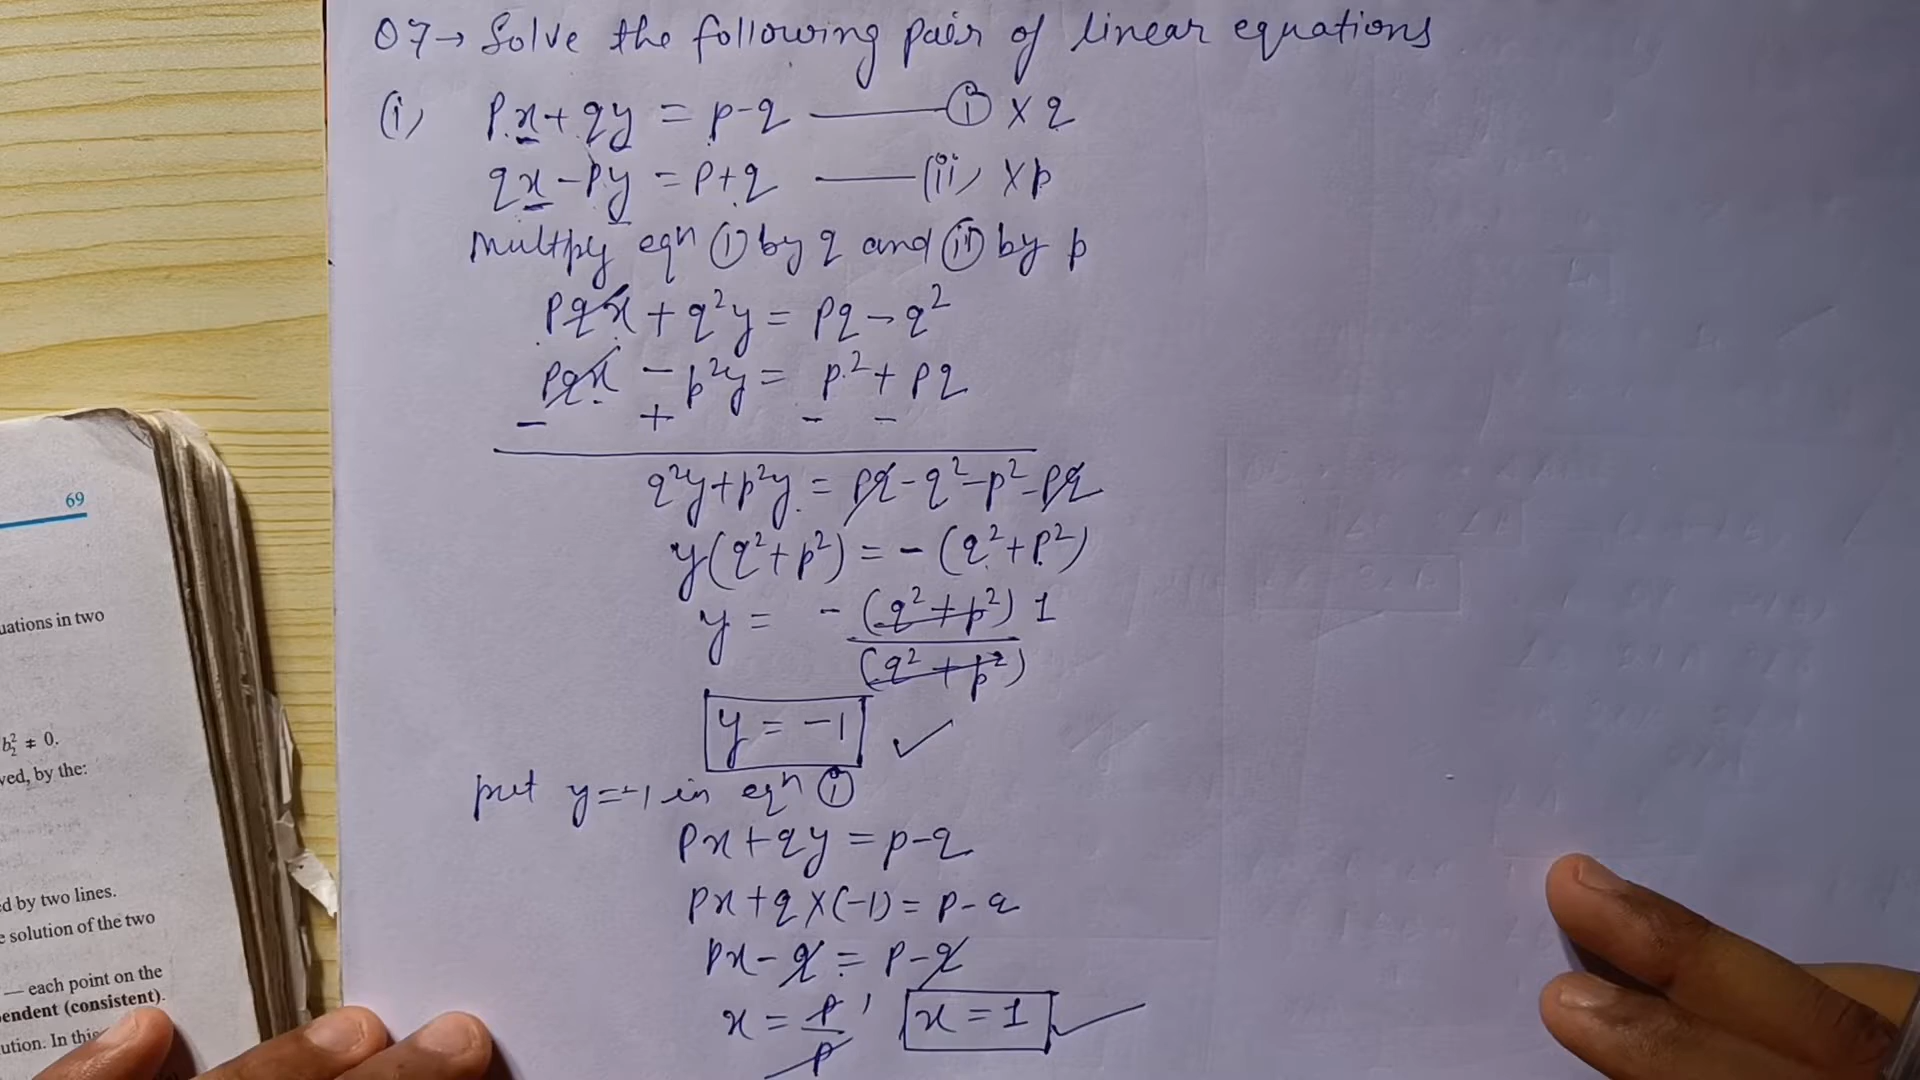 07→ Solve the following pair of linear equations
(i) px + qy = p - q —— (i) × q
qx - py = p + q —— (ii) × p
Multply eqn (i) by q and (ii) by p
pqx + q²y = pq - q²
pqx - p²y = p² + pq
- + - -
q²y + p²y = pq - q² - p² - pq
y(q² + p²) = - (q² + p²)
y = - (q² + p²) 1
(q² + p²)
y = -1 ✓
put y = -1 in eqn (i)
px + qy = p - q
px + q × (-1) = p - q
px - q = p - q
x = p/p, x = 1
69
uations in two
b₂² ≠ 0.
ved, by the:
d by two lines.
e solution of the two
— each point on the
endent (consistent).
ution. In this